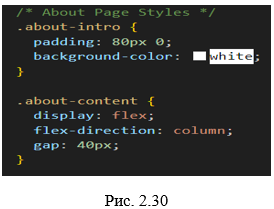 /* About Page Styles */
.about-intro {
padding: 80px 0;
background-color: white;
}
.about-content {
display: flex;
flex-direction: column;
gap: 40px;
}
Рис. 2.30